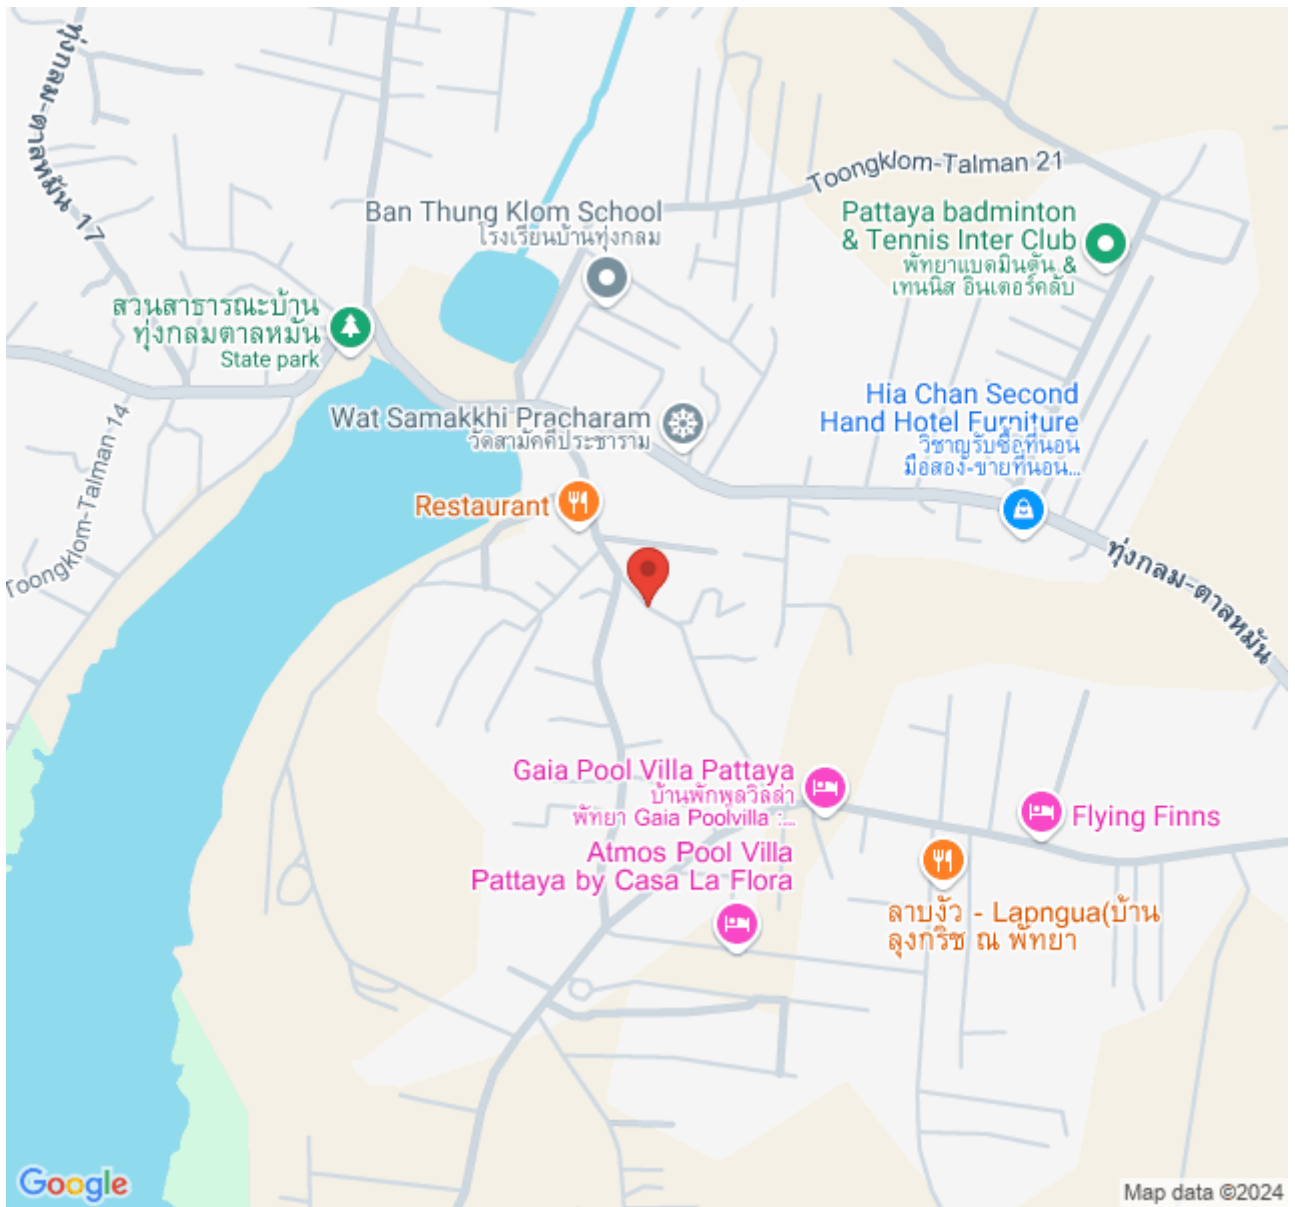 ทุ่งกลม-ตาลหมัน 17
Toongklom-Talman 21
Ban Thung Klom School
โรงเรียนบ้านทุ่งกลม
Pattaya badminton
& Tennis Inter Club
พัทยาแบดมินตัน &
เทนนิส อินเตอร์คลับ
สวนสาธารณะบ้าน
ทุ่งกลมตาลหมัน
State park
Toongklom-Talman 14
Wat Samakkhi Pracharam
วัดสามัคคีประชาราม
Hia Chan Second
Hand Hotel Furniture
วิชาญรับซื้อที่นอน
มือสอง-ขายที่นอน...
Restaurant
ทุ่งกลม-ตาลหมัน
Gaia Pool Villa Pattaya
บ้านพักพูลวิลล่า
พัทยา Gaia Poolvilla :...
Flying Finns
Atmos Pool Villa
Pattaya by Casa La Flora
ลาบงัว - Lapngua(บ้าน
ลุงกริช ณ พัทยา
Google
Map data ©2024